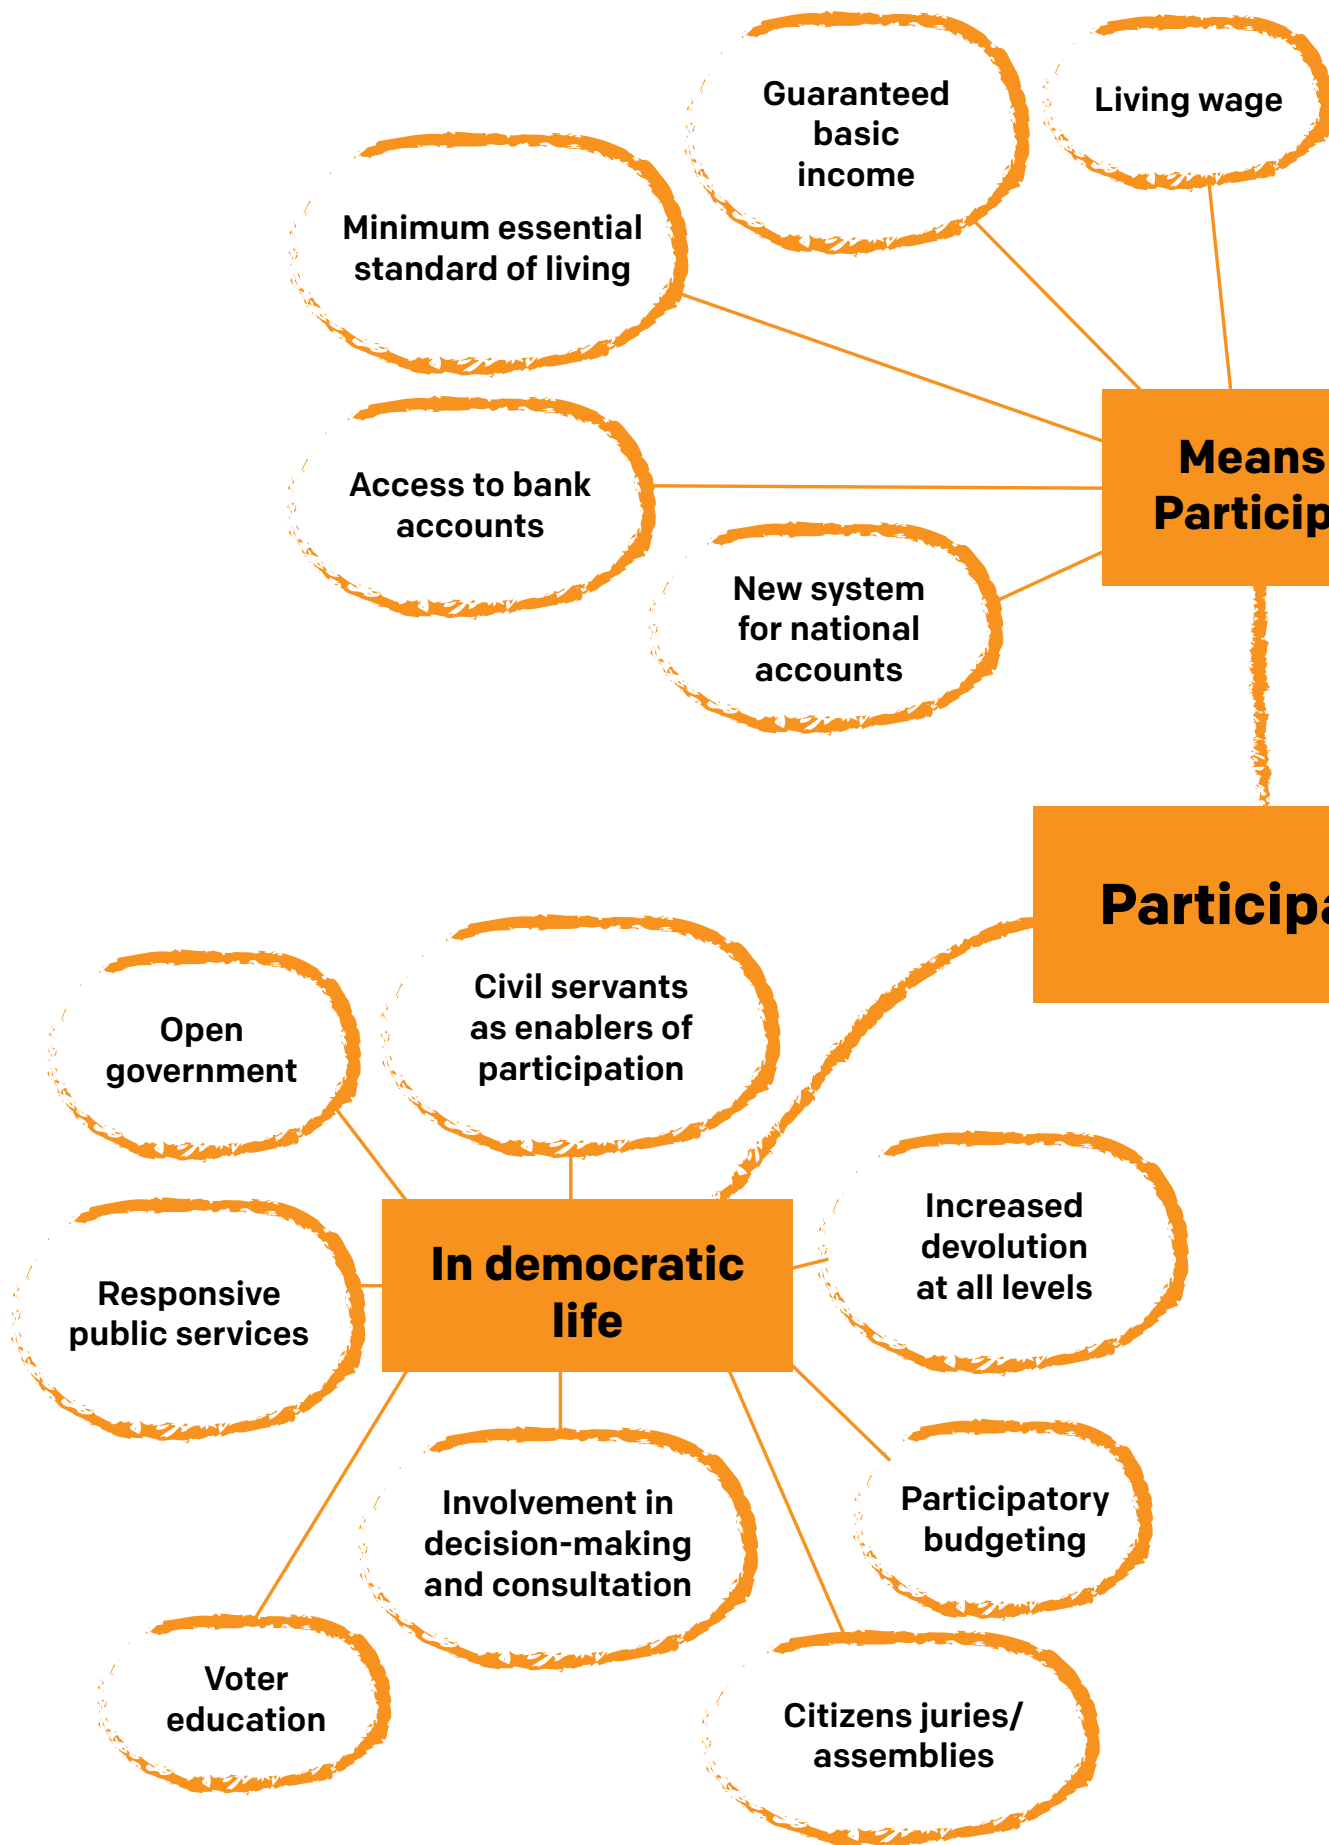 Guaranteed
basic
income
Living wage
Minimum essential
standard of living
Means
Particip
Access to bank
accounts
New system
for national
accounts
Participa
Civil servants
as enablers of
participation
Open
government
Increased
devolution
at all levels
In democratic
life
Responsive
public services
Involvement in
decision-making
and consultation
Participatory
budgeting
Voter
education
Citizens juries/
assemblies